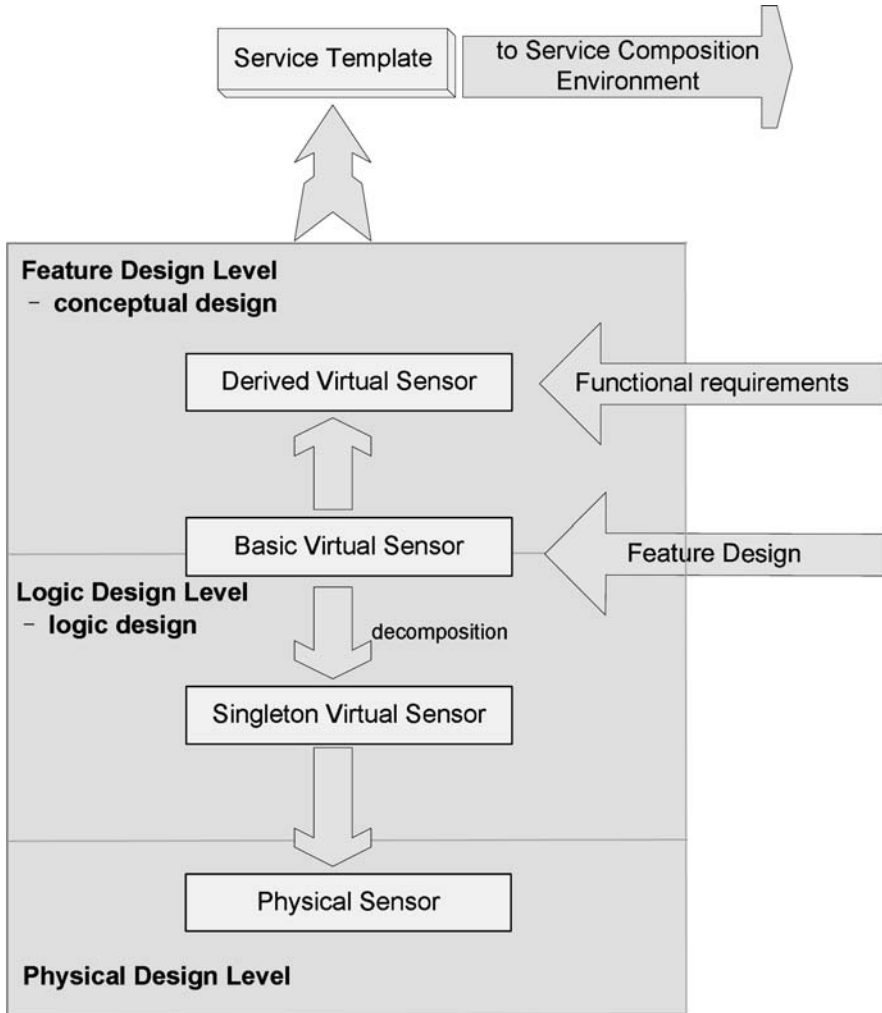 Service Template
to Service Composition
Environment
Feature Design Level
- conceptual design
Derived Virtual Sensor
Functional requirements
Basic Virtual Sensor
Feature Design
Logic Design Level
- logic design
decomposition
Singleton Virtual Sensor
Physical Sensor
Physical Design Level